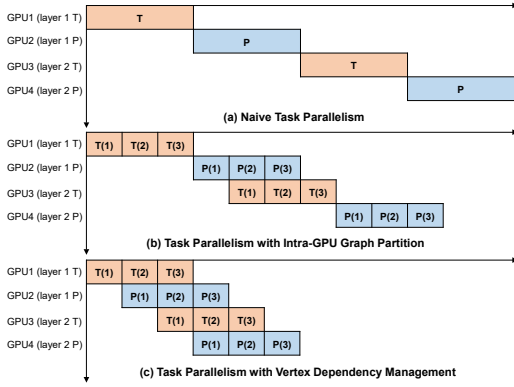 GPU1 (layer 1 T)
T
GPU2 (layer 1 P)
P
GPU3 (layer 2 T)
T
GPU4 (layer 2 P)
P
(a) Naive Task Parallelism
GPU1 (layer 1 T)
T(1) T(2) T(3)
GPU2 (layer 1 P)
P(1) P(2) P(3)
GPU3 (layer 2 T)
T(1) T(2) T(3)
GPU4 (layer 2 P)
P(1) P(2) P(3)
(b) Task Parallelism with Intra-GPU Graph Partition
GPU1 (layer 1 T)
T(1) T(2) T(3)
GPU2 (layer 1 P)
P(1) P(2) P(3)
GPU3 (layer 2 T)
T(1) T(2) T(3)
GPU4 (layer 2 P)
P(1) P(2) P(3)
(c) Task Parallelism with Vertex Dependency Management